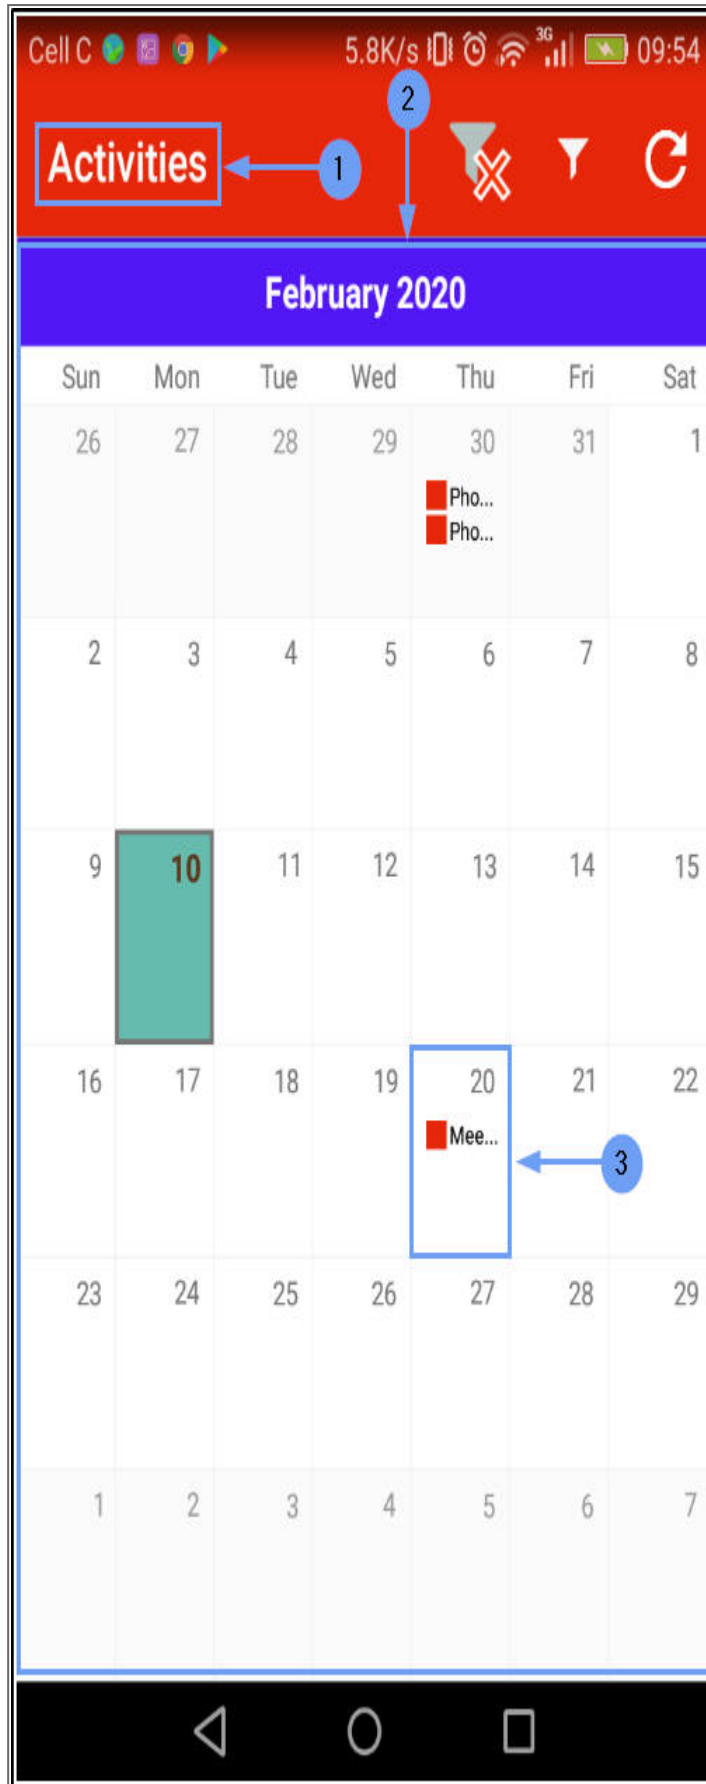 Cell C 5.8K/s 3G 09:54
2
Activities 1
February 2020
Sun Mon Tue Wed Thu Fri Sat
26 27 28 29 30 31 1
Pho...
Pho...
2 3 4 5 6 7 8
9 10 11 12 13 14 15
16 17 18 19 20 21 22
Mee...
3
23 24 25 26 27 28 29
1 2 3 4 5 6 7